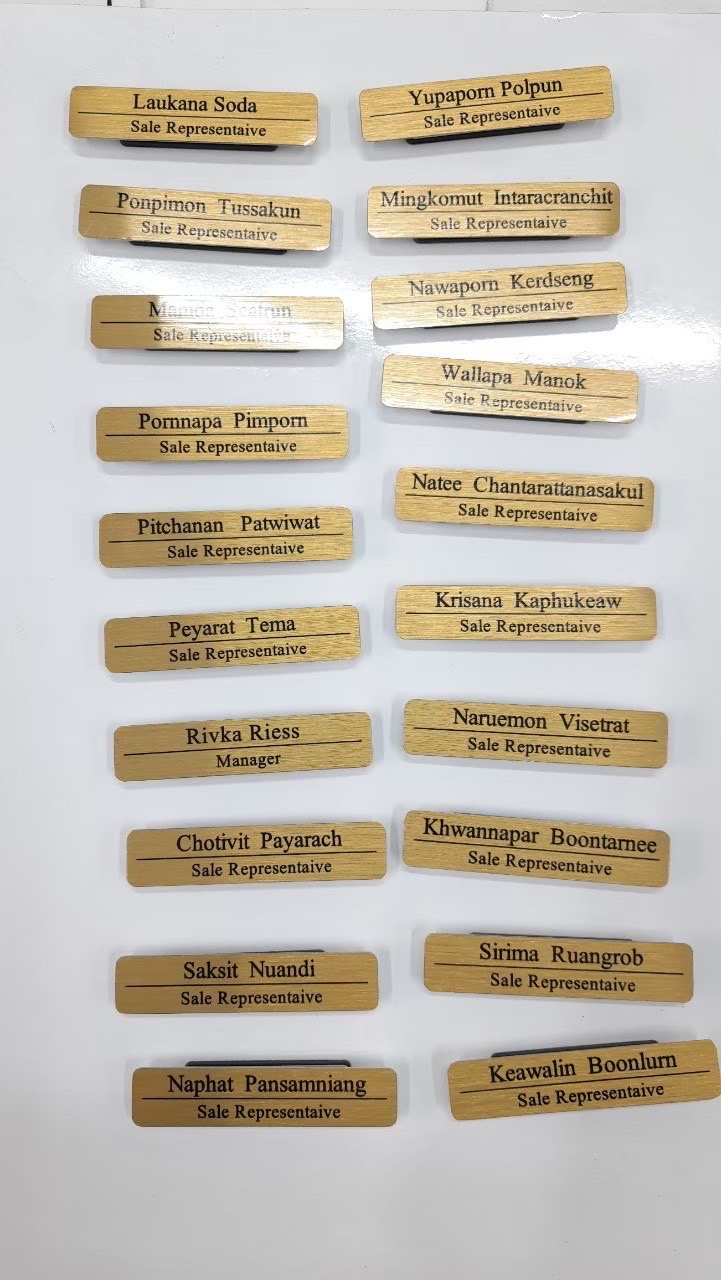 Laukana Soda
Sale Representaive
Ponpimon Tussakun
Sale Representaive
Sale Representaive
Pornnapa Pimporn
Sale Representaive
Pitchanan Patwiwat
Sale Representaive
Peyarat Tema
Sale Representaive
Rivka Riess
Manager
Chotivit Payarach
Sale Representaive
Saksit Nuandi
Sale Representaive
Naphat Pansamniang
Sale Representaive
Yupaporn Polpun
Sale Representaive
Mingkomut Intaracranchit
Sale Representaive
Nawaporn Kerdseng
Sale Representaive
Wallapa Manok
Sale Representaive
Natee Chantarattanasakul
Sale Representaive
Krisana Kaphukeaw
Sale Representaive
Naruemon Visetrat
Sale Representaive
Khwannapar Boontarnee
Sale Representaive
Sirima Ruangrob
Sale Representaive
Keawalin Boonlurn
Sale Representaive